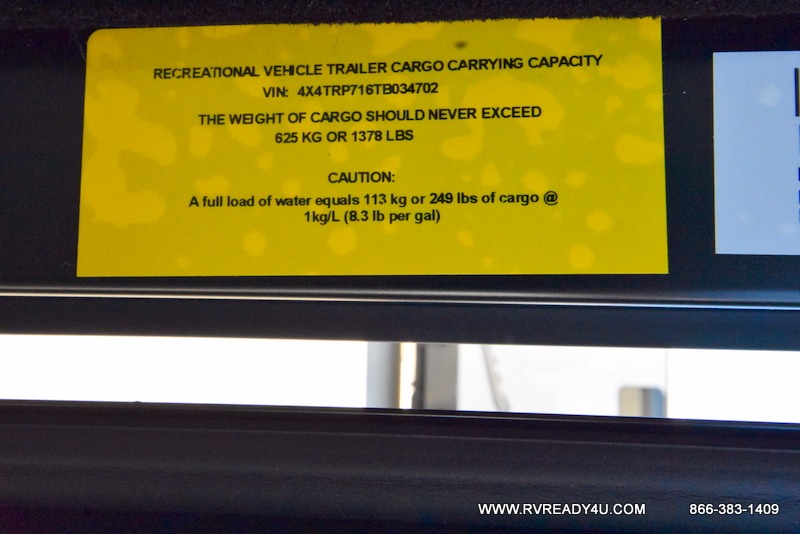 RECREATIONAL VEHICLE TRAILER CARGO CARRYING CAPACITY
VIN: 4X4TRP716TB034702
THE WEIGHT OF CARGO SHOULD NEVER EXCEED
625 KG OR 1378 LBS
CAUTION:
A full load of water equals 113 kg or 249 lbs of cargo @
1kg/L (8.3 lb per gal)
WWW.RVREADY4U.COM 866-383-1409